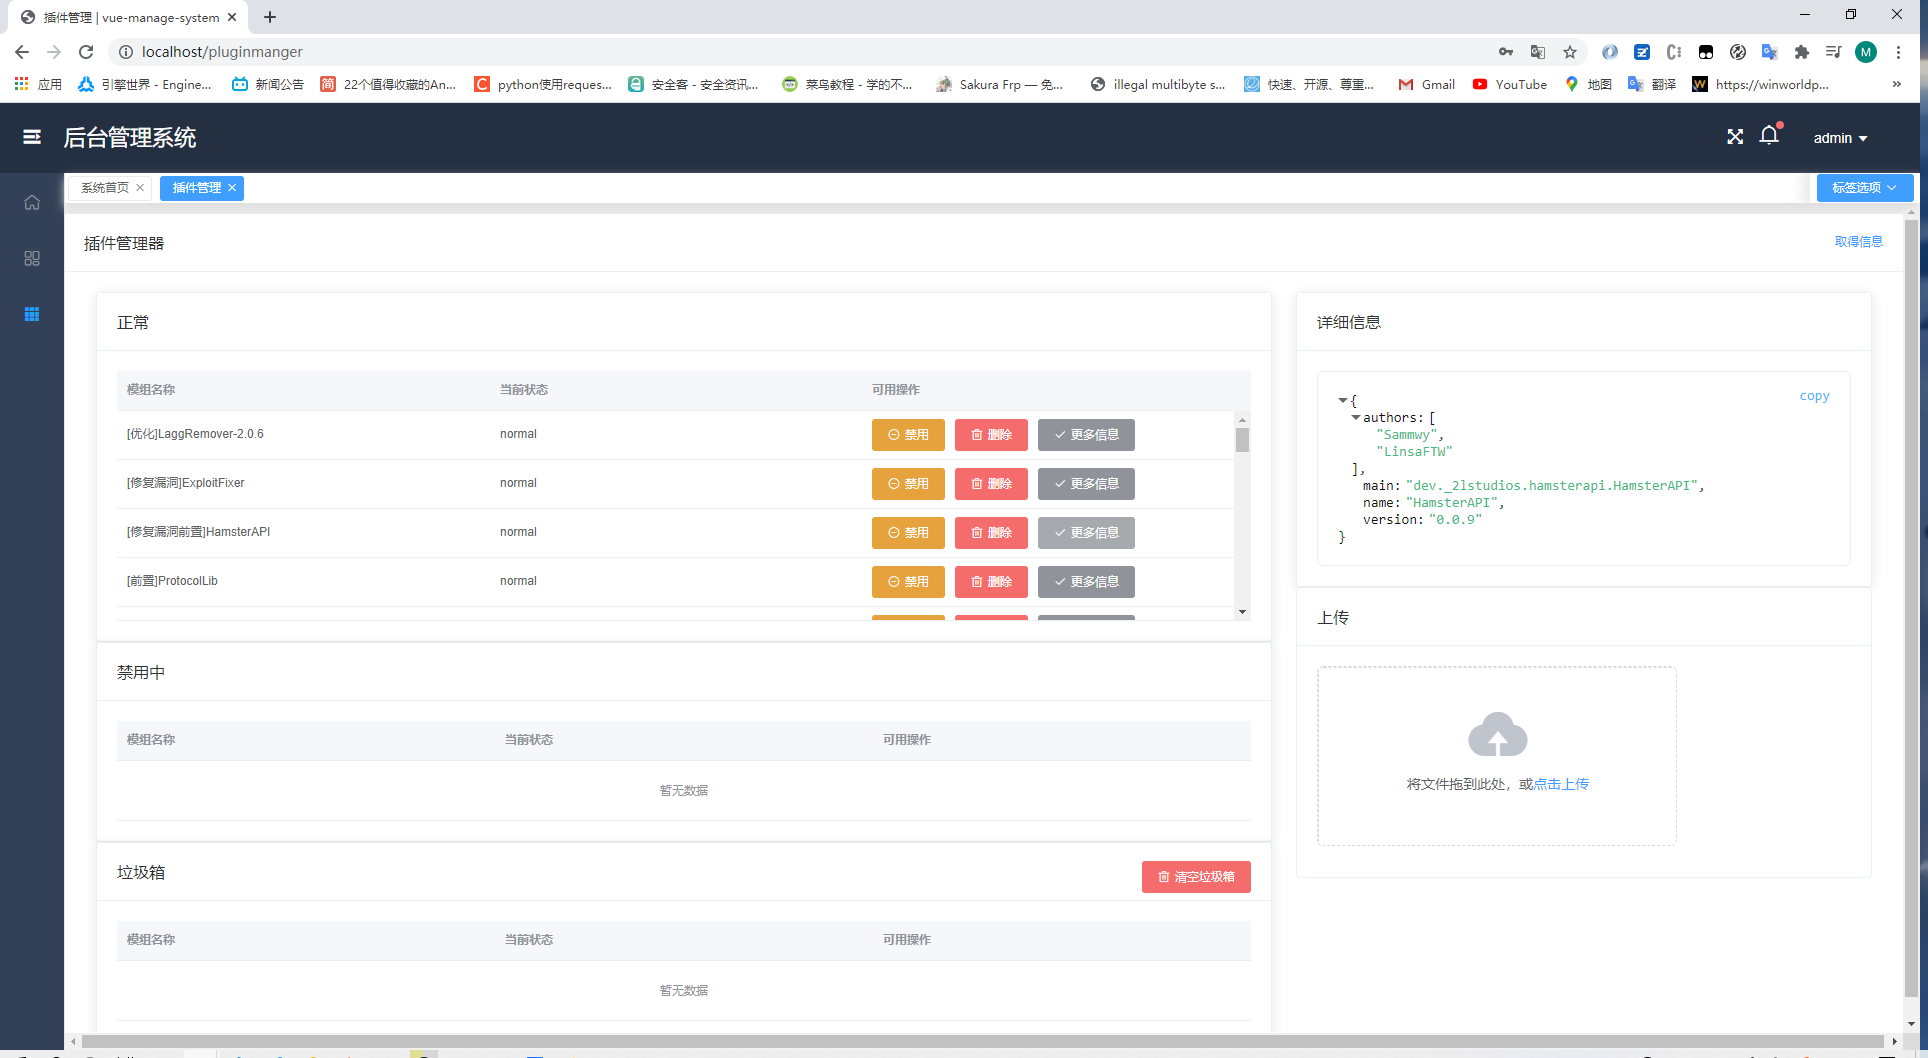 插件管理 | vue-manage-system
localhost/pluginmanger
M
应用 引擎世界 - Engine... 新闻公告 简 22个值得收藏的An... C python使用reques... 安全客 - 安全资讯... 菜鸟教程 - 学的不... Sakura Frp — 免... illegal multibyte s... 快速、开源、尊重... Gmail YouTube 地图 翻译 W https://winworldp... »
后台管理系统 admin
系统首页 插件管理 标签选项
插件管理器 取得信息
正常
模组名称 当前状态 可用操作
[优化]LaggRemover-2.0.6 normal 禁用 删除 更多信息
[修复漏洞]ExploitFixer normal 禁用 删除 更多信息
[修复漏洞前置]HamsterAPI normal 禁用 删除 更多信息
[前置]ProtocolLib normal 禁用 删除 更多信息
禁用中
模组名称 当前状态 可用操作
暂无数据
垃圾箱 清空垃圾箱
模组名称 当前状态 可用操作
暂无数据
详细信息
copy
{
authors: [
"Sammwy",
"LinsaFTW"
],
main: "dev._2lstudios.hamsterapi.HamsterAPI",
name: "HamsterAPI",
version: "0.0.9"
}
上传
将文件拖到此处，或点击上传